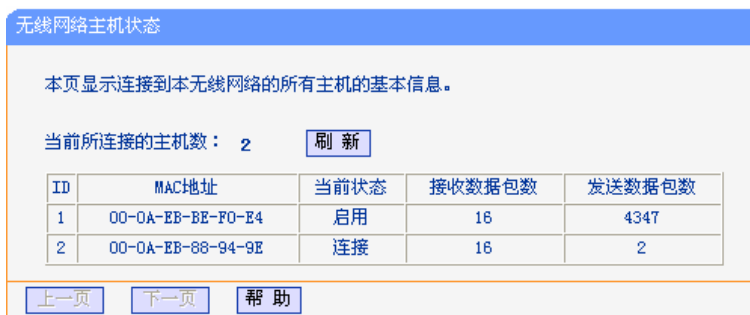 无线网络主机状态
本页显示连接到本无线网络的所有主机的基本信息。
当前所连接的主机数： 2 刷 新
ID MAC地址 当前状态 接收数据包数 发送数据包数
1 00-0A-EB-BE-F0-E4 启用 16 4347
2 00-0A-EB-88-94-9E 连接 16 2
上一页 下一页 帮 助